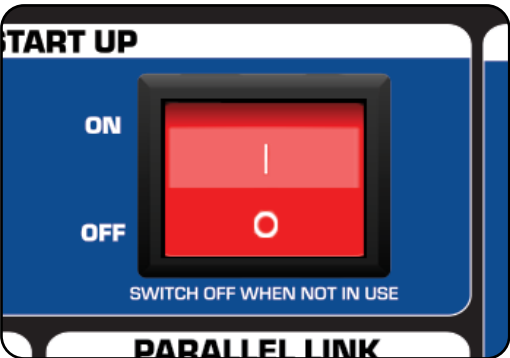 START UP
ON
I
O
OFF
SWITCH OFF WHEN NOT IN USE
PARALLEL LINK